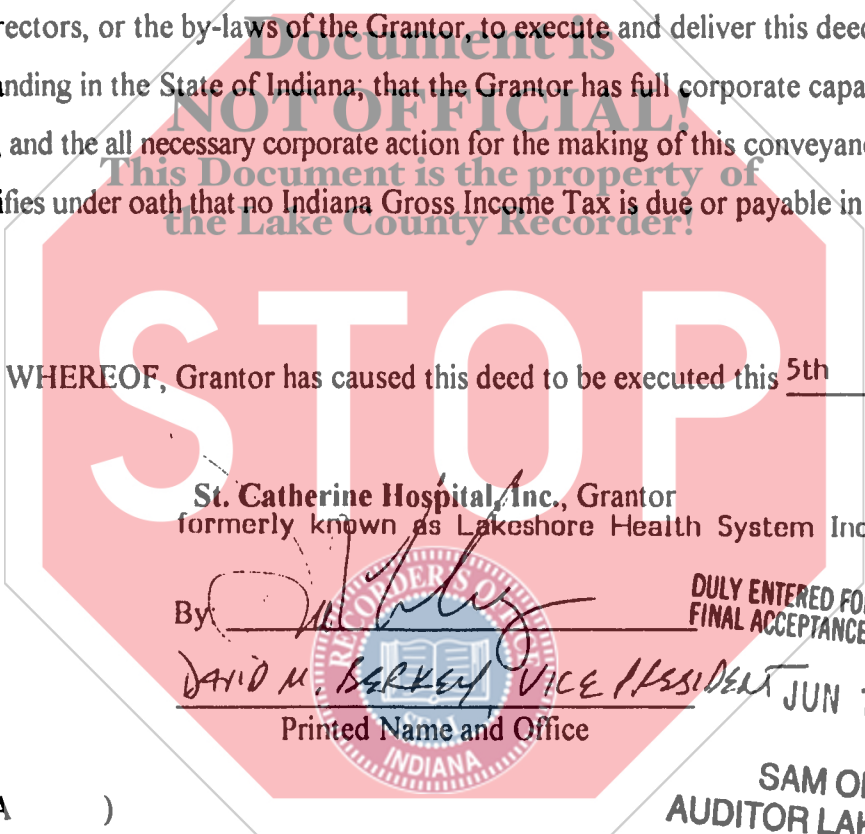 rectors, or the by-laws of the Grantor, to execute and deliver this deed
Document is
anding in the State of Indiana; that the Grantor has full corporate capa
NOT OFFICIAL!
and the all necessary corporate action for the making of this conveyanc
This Document is the property of
ifies under oath that no Indiana Gross Income Tax is due or payable in
the Lake County Recorder!
STOP
WHEREOF, Grantor has caused this deed to be executed this 5th
St. Catherine Hospital, Inc., Grantor
formerly known as Lakeshore Health System Inc
By
DULY ENTERED FO
FINAL ACCEPTANCE
RECORDER'S OFFICE
DAVID M. BERKEY VICE PRESIDENT
JUN
Printed Name and Office
SEAL
INDIANA
SAM O
A )
AUDITOR LAK